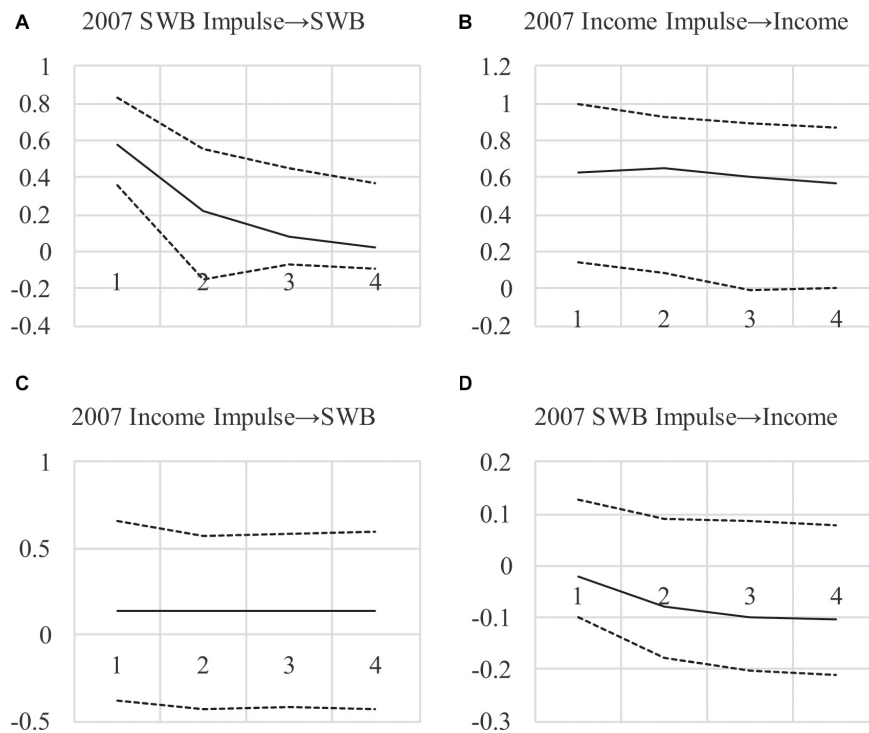 A
2007 SWB Impulse→SWB
1
0.8
0.6
0.4
0.2
0
-0.2
-0.4
1 2 3 4
B
2007 Income Impulse→Income
1.2
1
0.8
0.6
0.4
0.2
0
-0.2
1 2 3 4
C
2007 Income Impulse→SWB
1
0.5
0
-0.5
1 2 3 4
D
2007 SWB Impulse→Income
0.2
0.1
0
-0.1
-0.2
-0.3
1 2 3 4